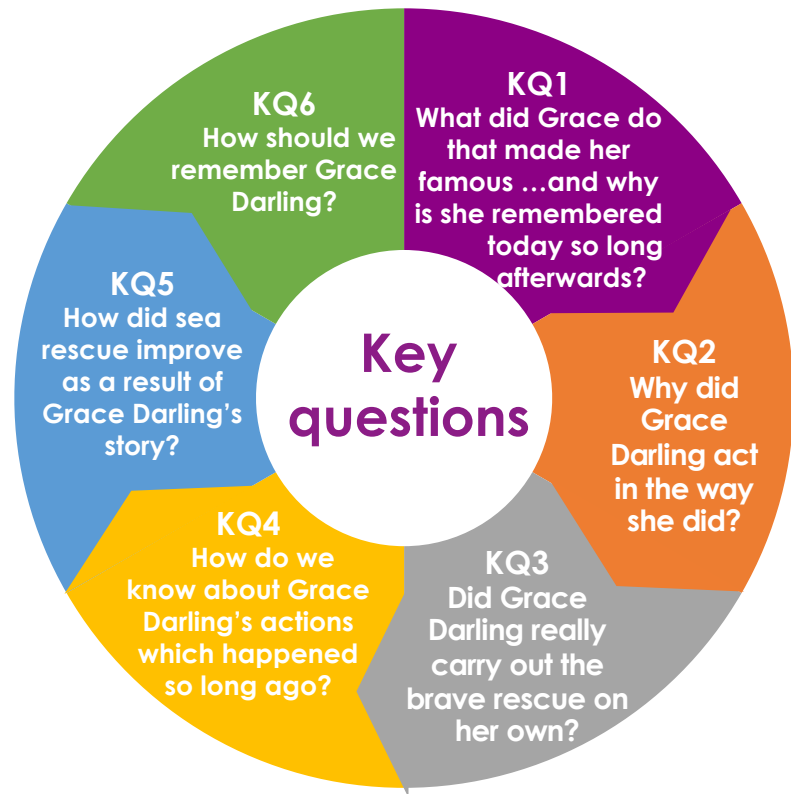 Key
questions
KQ1
What did Grace do
that made her
famous ...and why
is she remembered
today so long
afterwards?
KQ2
Why did
Grace
Darling act
in the way
she did?
KQ3
Did Grace
Darling really
carry out the
brave rescue on
her own?
KQ4
How do we
know about Grace
Darling's actions
which happened
so long ago?
KQ5
How did sea
rescue improve
as a result of
Grace Darling's
story?
KQ6
How should we
remember Grace
Darling?